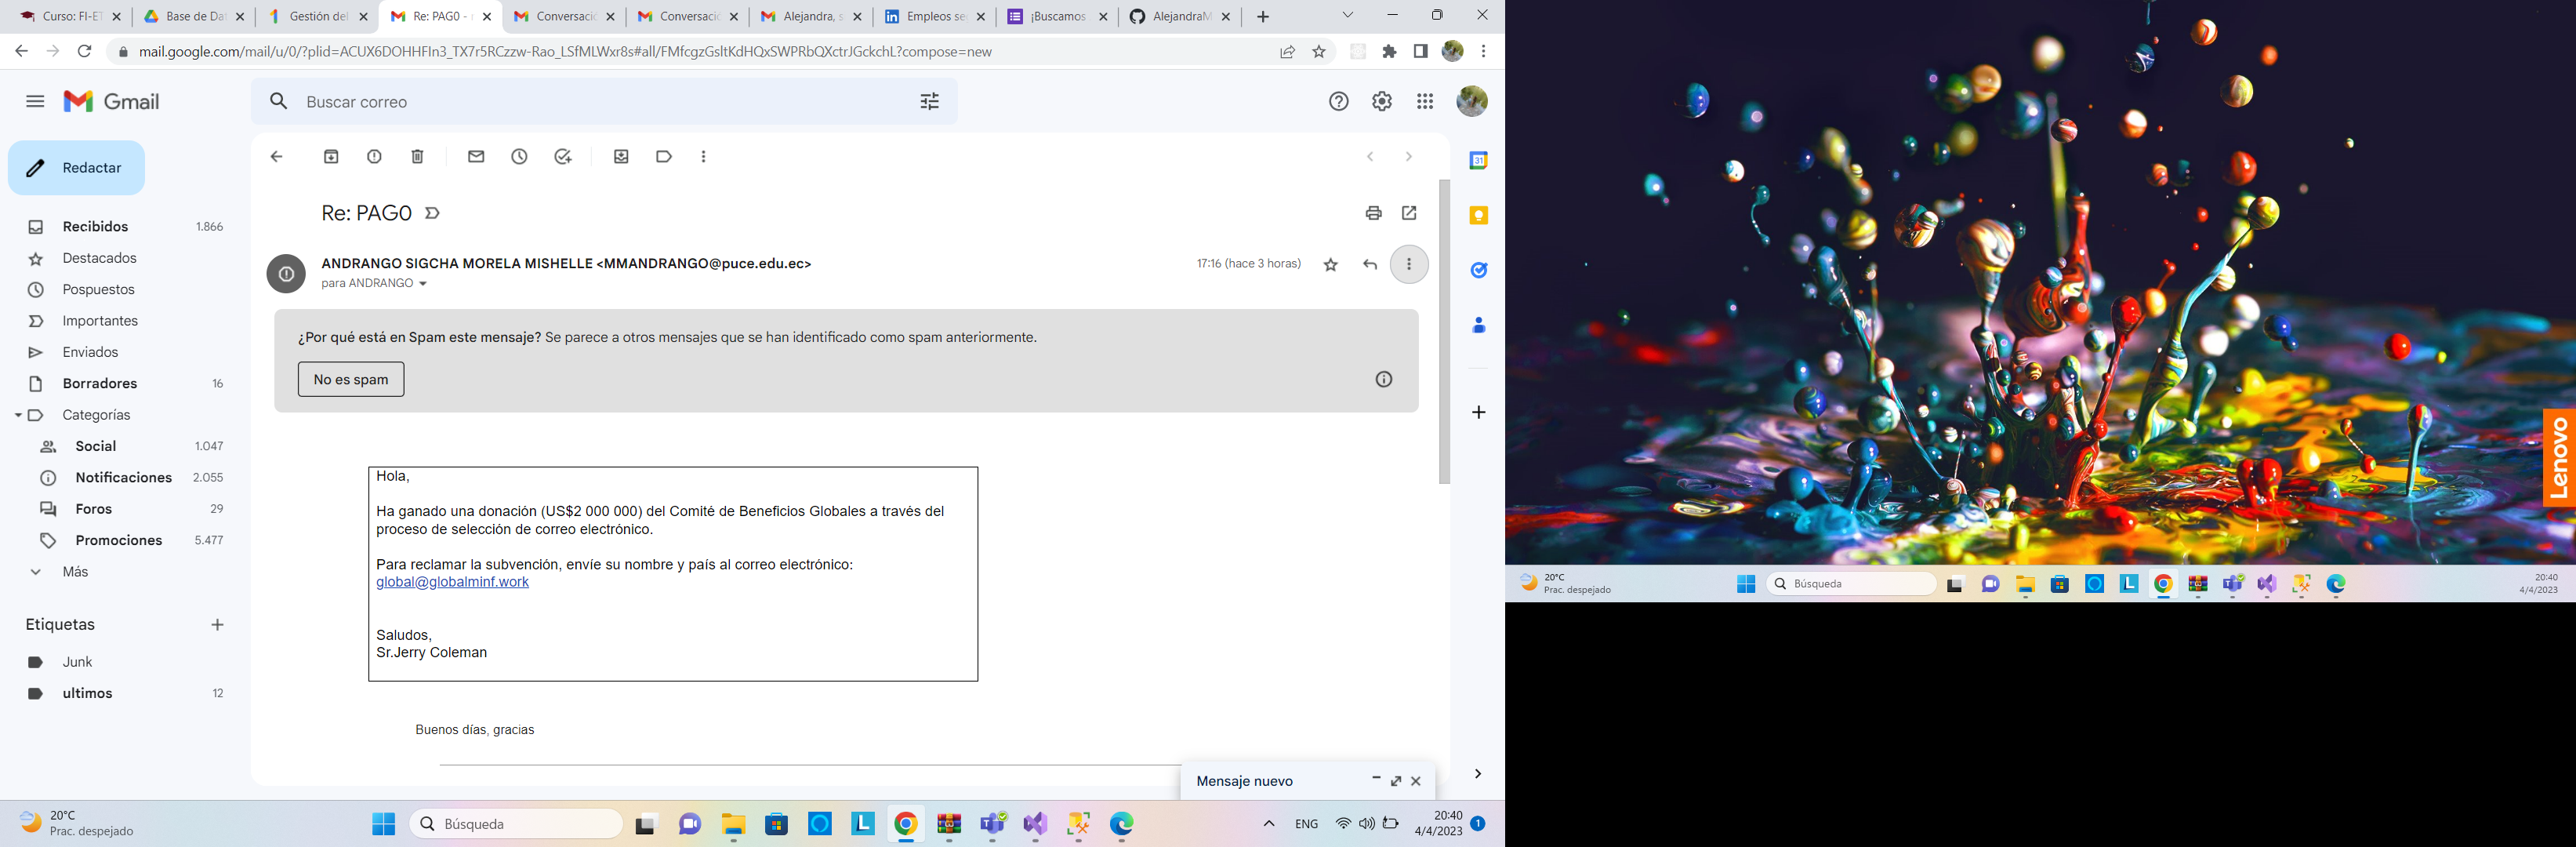 Curso: FI-ET
Base de Dat
Gestión del
Re: PAG0 -
Conversació
Conversació
Alejandra, s
Empleos se
¡Buscamos
AlejandraM
mail.google.com/mail/u/0/?plid=ACUX6DOHHFIn3_TX7r5RCzzw-Rao_LSfMLWxr8s#all/FMfcgzGsltKdHQxSWPRbQXctrJGckchL?compose=new
Gmail
Buscar correo
Redactar
Recibidos 1.866
Destacados
Pospuestos
Importantes
Enviados
Borradores 16
Categorías
Social 1.047
Notificaciones 2.055
Foros 29
Promociones 5.477
Más
Etiquetas
Junk
ultimos 12
Re: PAG0
ANDRANGO SIGCHA MORELA MISHELLE <MMANDRANGO@puce.edu.ec>
17:16 (hace 3 horas)
para ANDRANGO
¿Por qué está en Spam este mensaje? Se parece a otros mensajes que se han identificado como spam anteriormente.
No es spam
Hola,
Ha ganado una donación (US$2 000 000) del Comité de Beneficios Globales a través del
proceso de selección de correo electrónico.
Para reclamar la subvención, envíe su nombre y país al correo electrónico:
global@globalminf.work
Saludos,
Sr.Jerry Coleman
Buenos días, gracias
Mensaje nuevo
31
20°C
Prac. despejado
Búsqueda
ENG
20:40
4/4/2023
1
Lenovo
20°C
Prac. despejado
Búsqueda
20:40
4/4/2023